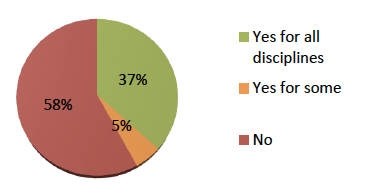 37%
58%
5%
Yes for all
disciplines
Yes for some
No